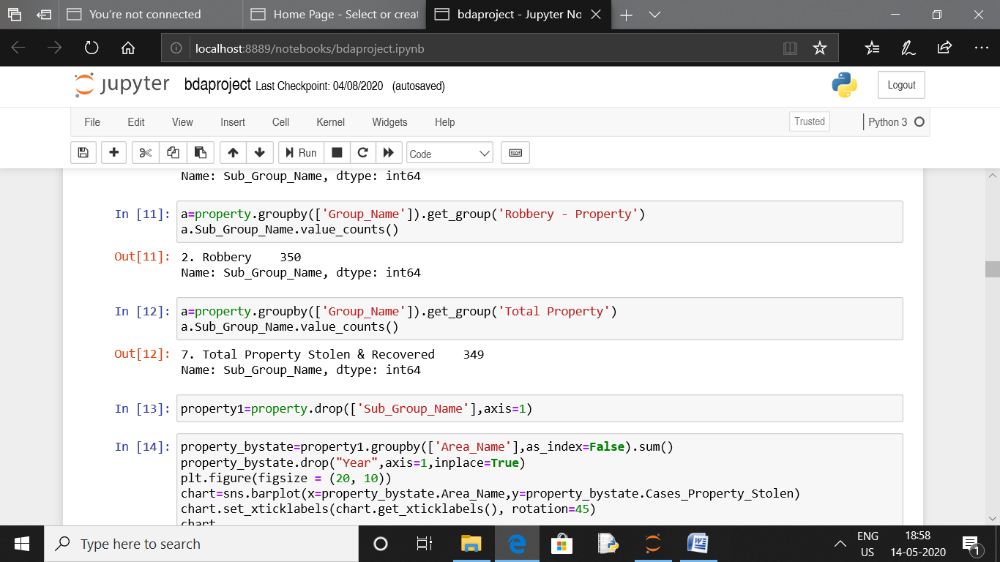 You're not connected
Home Page - Select or creat
bdaproject - Jupyter No
localhost:8889/notebooks/bdaproject.ipynb
jupyter bdaproject Last Checkpoint: 04/08/2020 (autosaved)
Logout
File Edit View Insert Cell Kernel Widgets Help
Trusted
Python 3
Run
Code
Name: Sub_Group_Name, dtype: int64
In [11]: a=property.groupby(['Group_Name']).get_group('Robbery - Property')
a.Sub_Group_Name.value_counts()
Out[11]: 2. Robbery    350
Name: Sub_Group_Name, dtype: int64
In [12]: a=property.groupby(['Group_Name']).get_group('Total Property')
a.Sub_Group_Name.value_counts()
Out[12]: 7. Total Property Stolen & Recovered    349
Name: Sub_Group_Name, dtype: int64
In [13]: property1=property.drop(['Sub_Group_Name'],axis=1)
In [14]: property_bystate=property1.groupby(['Area_Name'],as_index=False).sum()
property_bystate.drop("Year",axis=1,inplace=True)
plt.figure(figsize = (20, 10))
chart=sns.barplot(x=property_bystate.Area_Name,y=property_bystate.Cases_Property_Stolen)
chart.set_xticklabels(chart.get_xticklabels(), rotation=45)
chart
Type here to search
ENG
US
18:58
14-05-2020
1